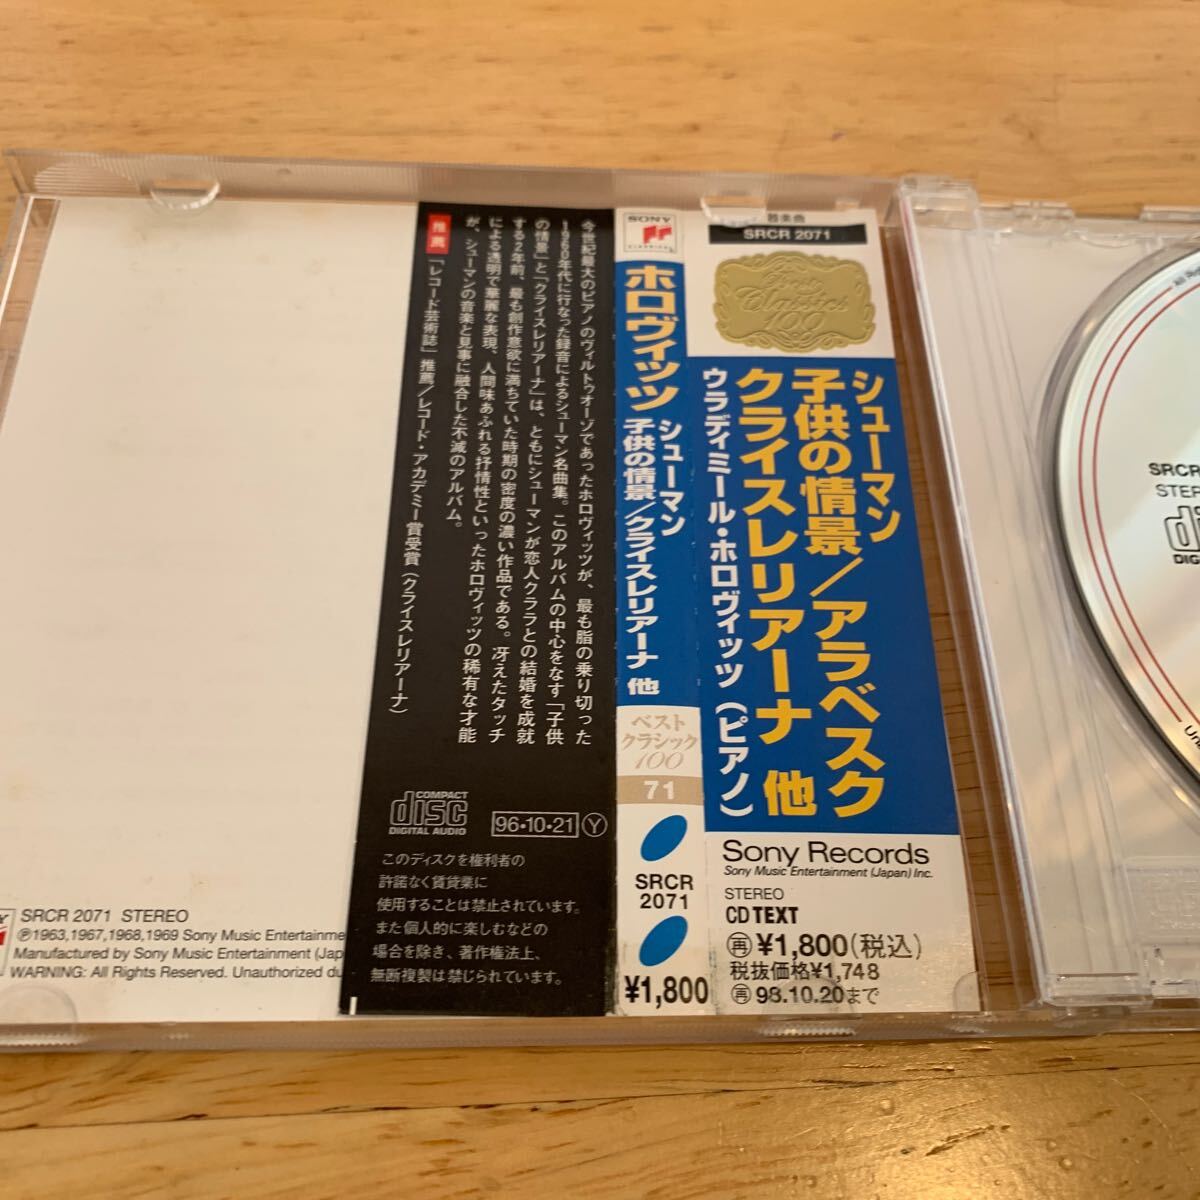 SRCR 2071 STEREO
℗1963,1967,1968,1969 Sony Music Entertainme
Manufactured by Sony Music Entertainment (Jap
WARNING: All Rights Reserved. Unauthorized du
今世紀最大のピアノのヴィルトゥオーゾであったホロヴィッツが、最も脂の乗り切った
1960年代に行なった録音によるシューマン名曲集。このアルバムの中心をなす「子供
の情景」と「クライスレリアーナ」は、ともにシューマンが恋人クララとの結婚を成就
する2年前、最も創作意欲に満ちていた時期の密度の濃い作品である。冴えたタッチ
による透明で華麗な表現、人間味あふれる抒情性といったホロヴィッツの稀有な才能
が、シューマンの音楽と見事に融合した不滅のアルバム。
推薦 「レコード芸術誌」推薦/レコード・アカデミー賞受賞(クライスレリアーナ)
COMPACT
disc
DIGITAL AUDIO
96・10・21 Ⓨ
このディスクを権利者の
許諾なく賃貸業に
使用することは禁止されています。
また個人的に楽しむなどの
場合を除き、著作権法上、
無断複製は禁じられています。
SONY
CLASSICAL
ホロヴィッツ シューマン
子供の情景/クライスレリアーナ 他
ベスト
クラシック
100
71
SRCR
2071
¥1,800
器楽曲
SRCR 2071
Best
Classics
100
シューマン
子供の情景/アラベスク
クライスレリアーナ 他
ウラディミール・ホロヴィッツ(ピアノ)
Sony Records
Sony Music Entertainment (Japan) Inc.
STEREO
CD TEXT
㊢¥1,800(税込)
税抜価格¥1,748
98.10.20まで
SRCR
STER
disc
DIGITA